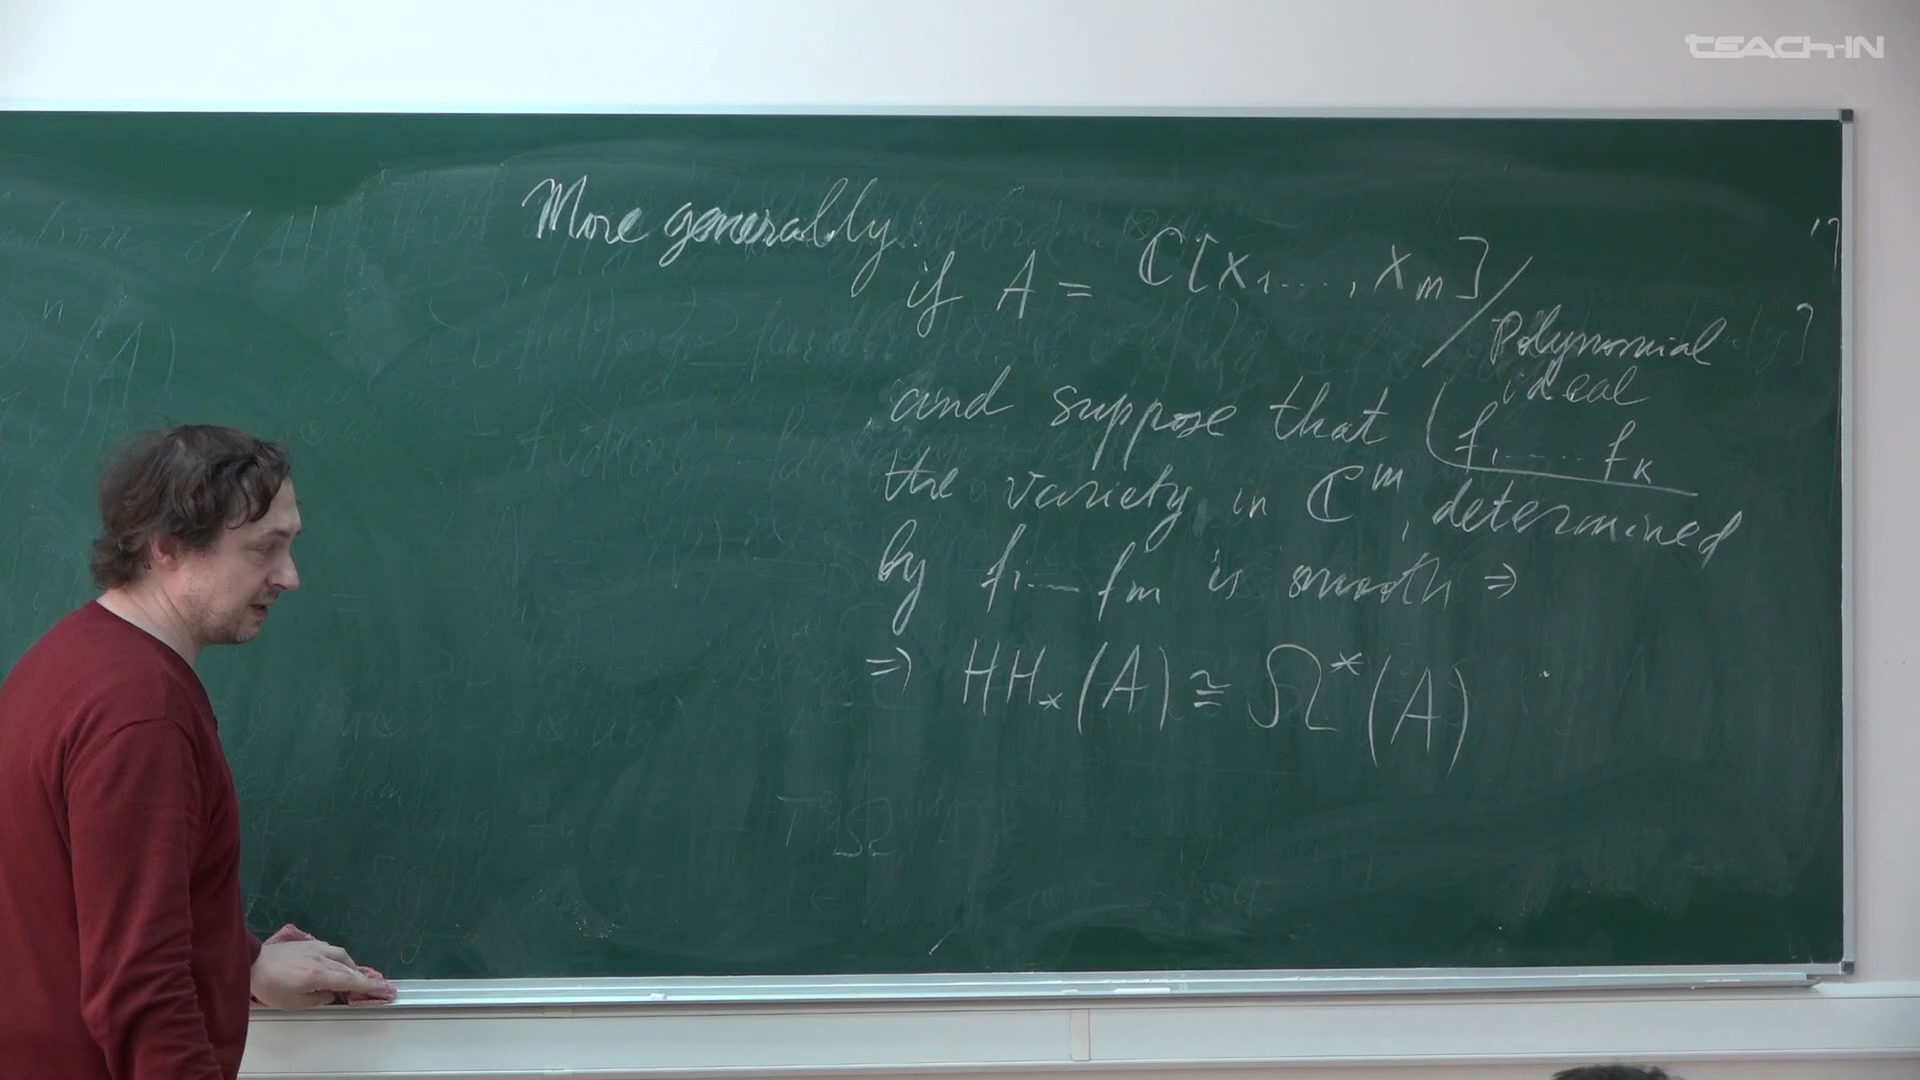 TEACH-IN
More generally:
if A = ℂ[x₁...., xₘ] /
polynomial
ideal
and suppose that (f₁.... fₖ
the variety in ℂᵐ, determined
by f₁— fₘ is smooth ⇒
⇒ HH⁎(A) ≅ Ω*(A)